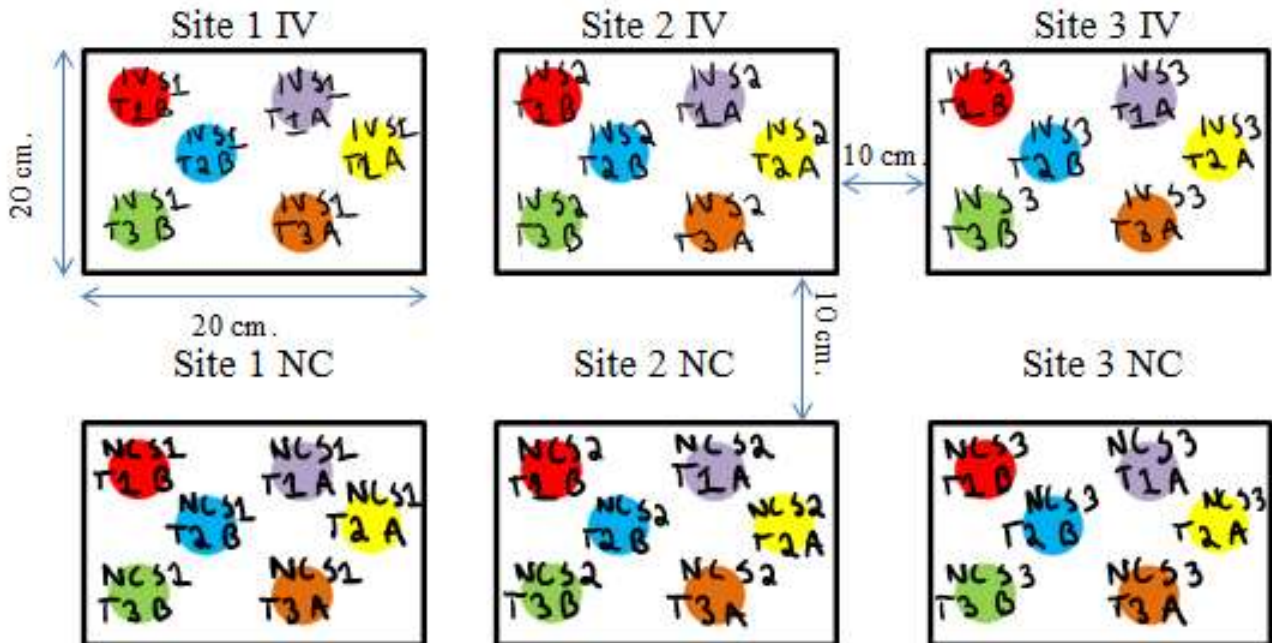 Site 1 IV
Site 2 IV
Site 3 IV
20 cm.
IVS1
T1B
IVS1
T1A
IVS1
T2B
IVS1
T1A
IVS1
T3B
IVS1
T3A
IVS2
T1B
IVS2
T1A
IVS2
T2B
IVS2
T2A
IVS2
T3B
IVS2
T3A
10 cm.
IVS3
T1B
IVS3
T1A
IVS3
T2B
IVS3
T2A
IVS3
T3B
IVS3
T3A
20 cm.
10 cm.
Site 1 NC
Site 2 NC
Site 3 NC
NCS1
T1B
NCS1
T1A
NCS1
T2B
NCS1
T2A
NCS1
T3B
NCS1
T3A
NCS2
T1B
NCS2
T1A
NCS2
T2B
NCS2
T2A
NCS2
T3B
NCS2
T3A
NCS3
T1B
NCS3
T1A
NCS3
T2B
NCS3
T2A
NCS3
T3B
NCS3
T3A